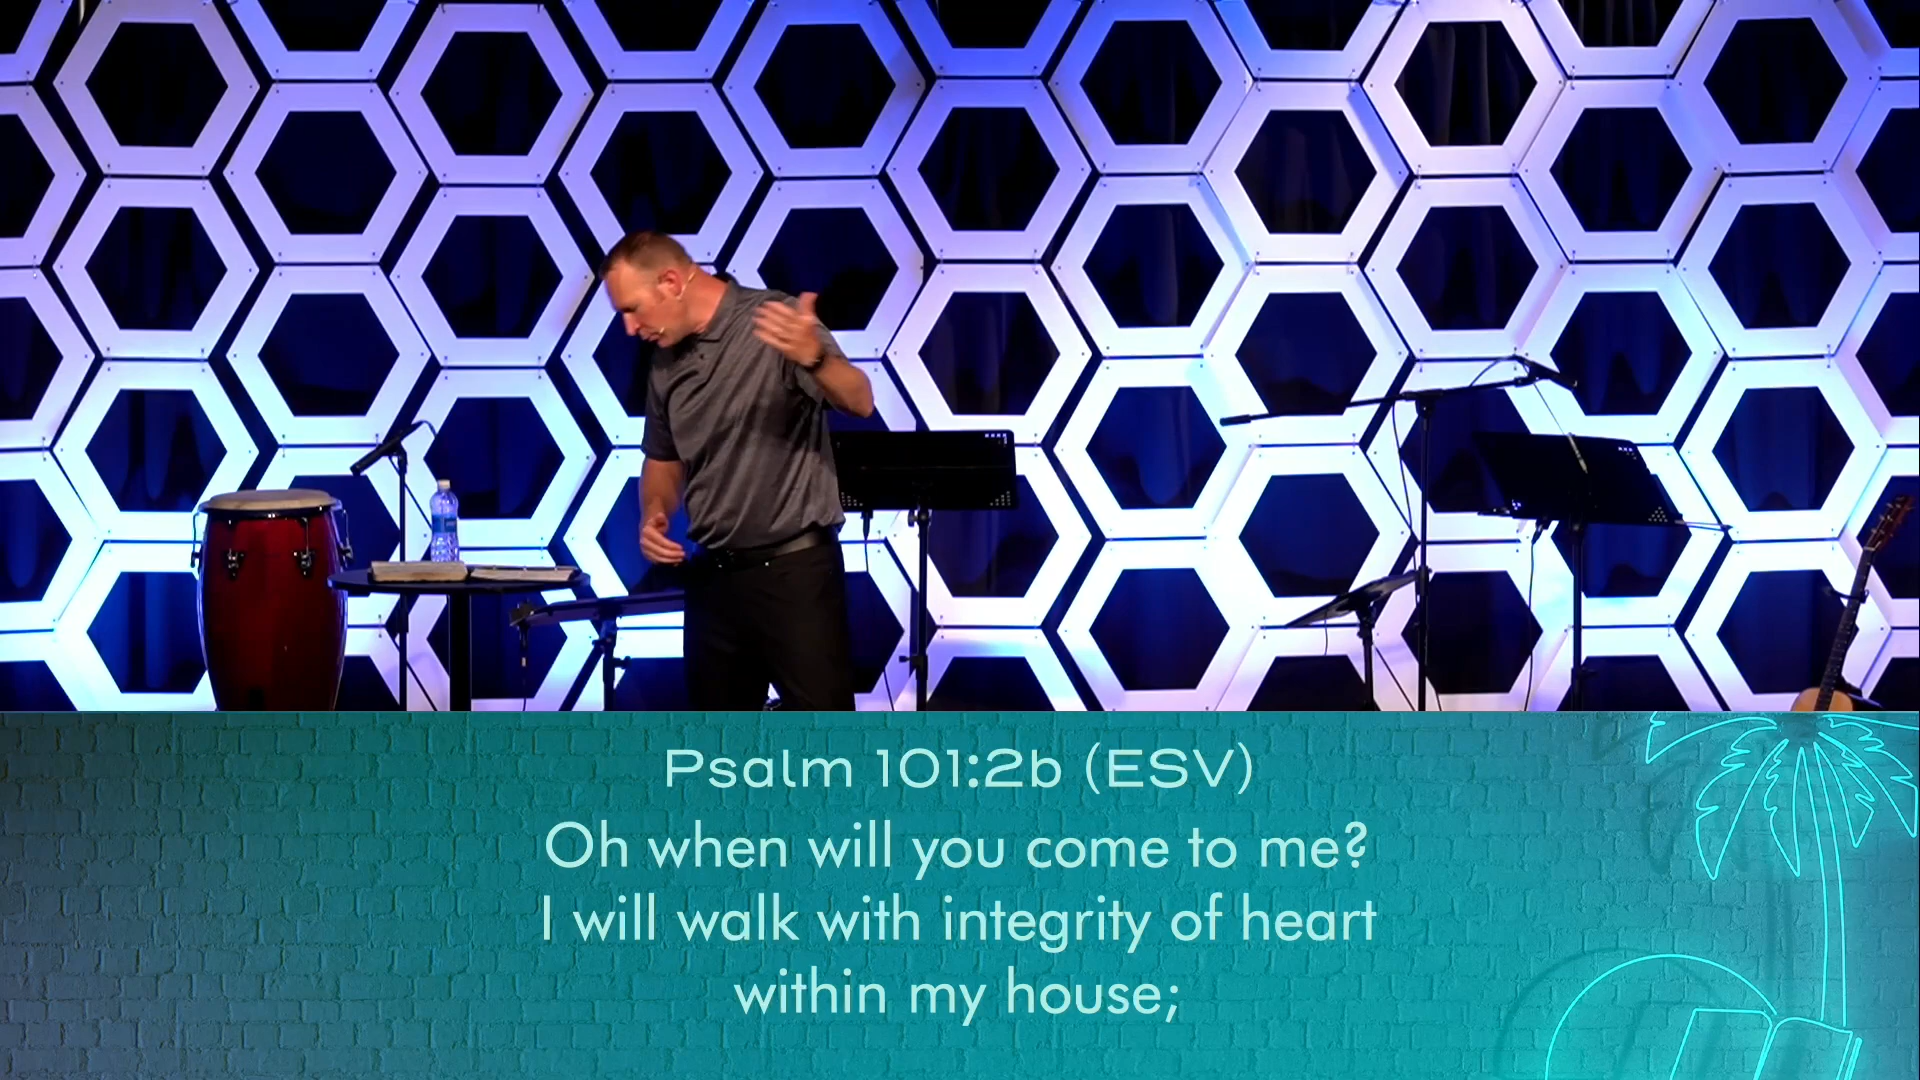 Psalm 101:2b (ESV)
Oh when will you come to me?
I will walk with integrity of heart
within my house;